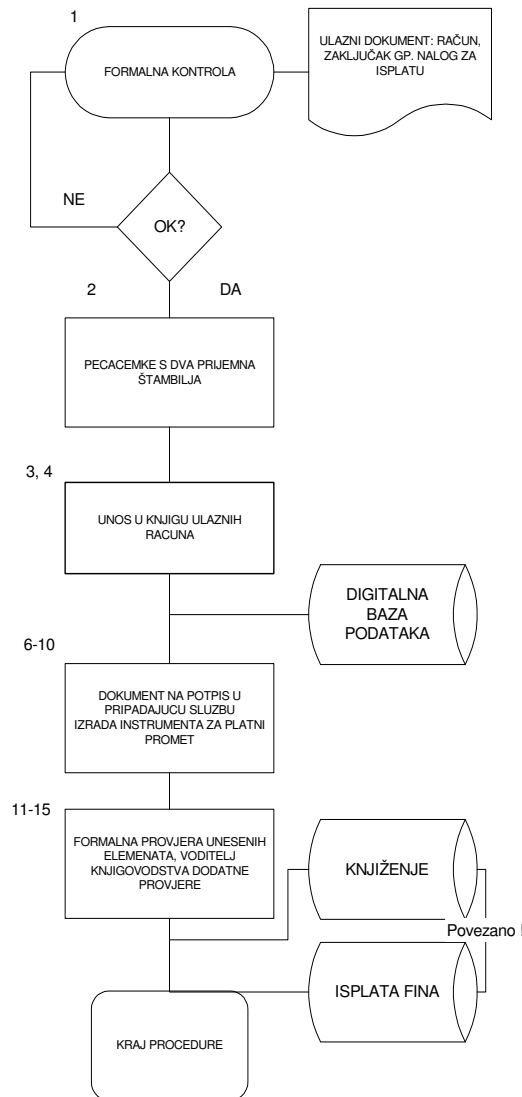 1
FORMALNA KONTROLA
ULAZNI DOKUMENT: RAČUN,
ZAKLJUČAK GP. NALOG ZA
ISPLATU
NE
OK?
2
DA
PECACEMKE S DVA PRIJEMNA
ŠTAMBILJA
3, 4
UNOS U KNJIGU ULAZNIH
RACUNA
DIGITALNA
BAZA
PODATAKA
6-10
DOKUMENT NA POTPIS U
PRIPADAJUCU SLUZBU
IZRADA INSTRUMENTA ZA PLATNI
PROMET
11-15
FORMALNA PROVJERA UNESENIH
ELEMENATA, VODITELJ
KNJIGOVODSTVA DODATNE
PROVJERE
KNJIŽENJE
Povezano !
ISPLATA FINA
KRAJ PROCEDURE